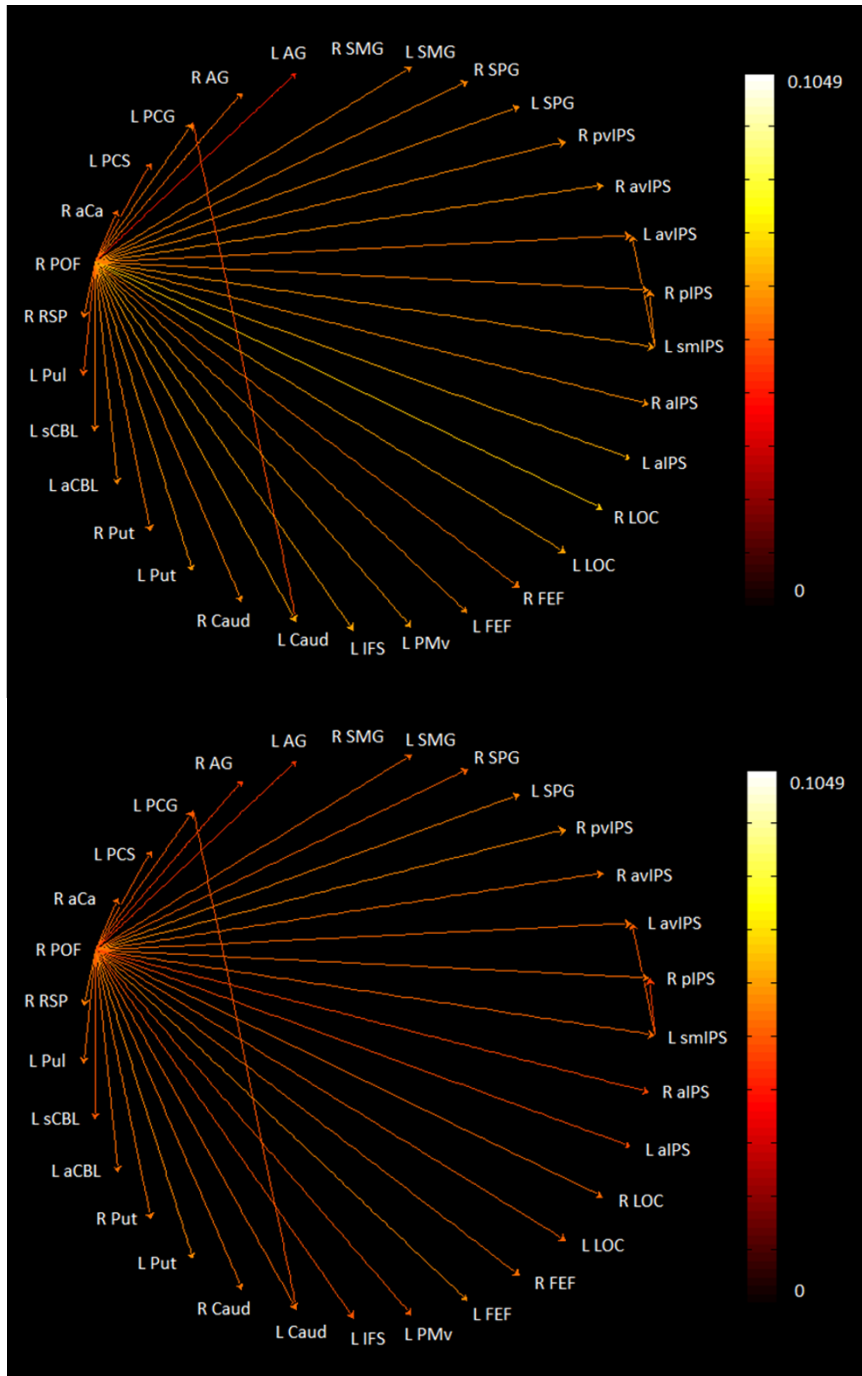 L AG
R SMG
L SMG
R AG
R SPG
L PCG
L SPG
R pvIPS
L PCS
R avIPS
R aCa
L avIPS
R POF
R pIPS
R RSP
L smIPS
L Pul
R aIPS
L sCBL
L aIPS
L aCBL
R LOC
R Put
L LOC
L Put
R FEF
R Caud
L FEF
L Caud
L PMv
L IFS
0.1049
0
L AG
R SMG
L SMG
R AG
R SPG
L PCG
L SPG
R pvIPS
L PCS
R avIPS
R aCa
L avIPS
R POF
R pIPS
R RSP
L smIPS
L Pul
R aIPS
L sCBL
L aIPS
L aCBL
R LOC
R Put
L LOC
L Put
R FEF
R Caud
L FEF
L Caud
L PMv
L IFS
0.1049
0